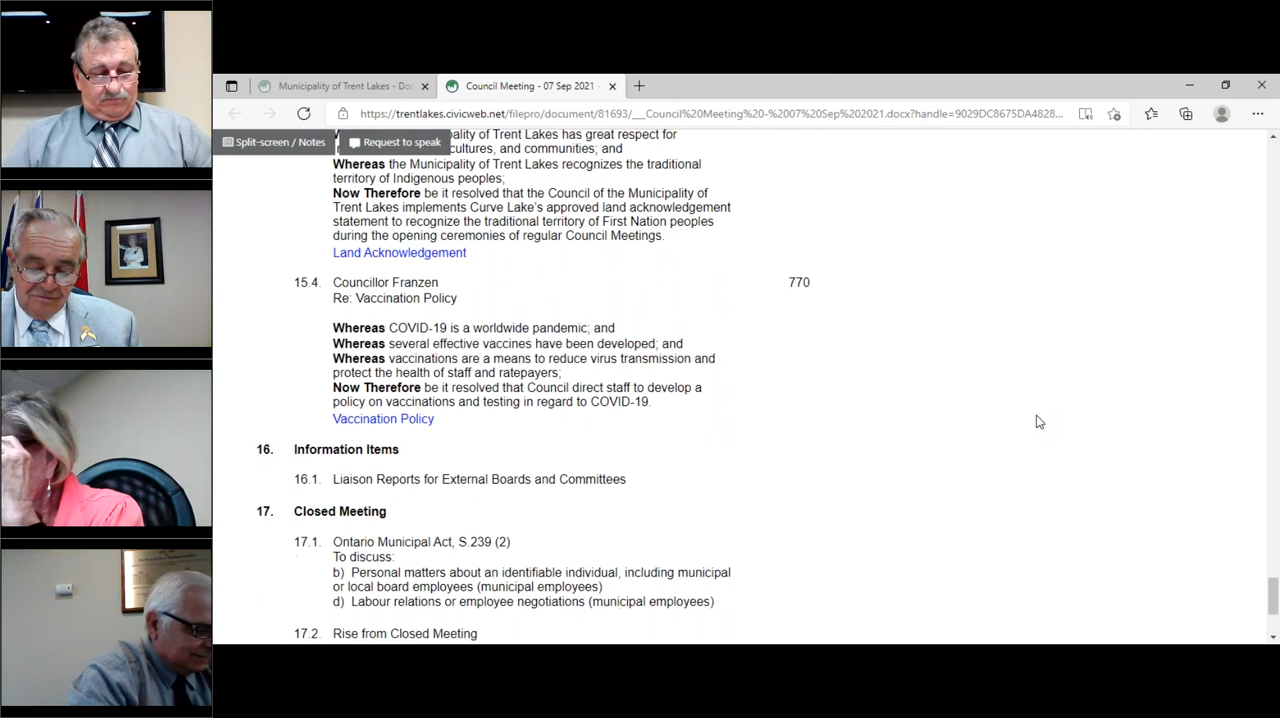 Municipality of Trent Lakes - Doc
Council Meeting - 07 Sep 2021 -
https://trentlakes.civicweb.net/filepro/document/81693/__Council%20Meeting%20-%2007%20Sep%202021.docx?handle=9029DC8675DA4828...
Split-screen / Notes
Request to speak
ality of Trent Lakes has great respect for
cultures, and communities; and
Whereas the Municipality of Trent Lakes recognizes the traditional
territory of Indigenous peoples;
Now Therefore be it resolved that the Council of the Municipality of
Trent Lakes implements Curve Lake's approved land acknowledgement
statement to recognize the traditional territory of First Nation peoples
during the opening ceremonies of regular Council Meetings.
Land Acknowledgement
15.4. Councillor Franzen 770
Re: Vaccination Policy
Whereas COVID-19 is a worldwide pandemic; and
Whereas several effective vaccines have been developed; and
Whereas vaccinations are a means to reduce virus transmission and
protect the health of staff and ratepayers;
Now Therefore be it resolved that Council direct staff to develop a
policy on vaccinations and testing in regard to COVID-19.
Vaccination Policy
16. Information Items
16.1. Liaison Reports for External Boards and Committees
17. Closed Meeting
17.1. Ontario Municipal Act, S.239 (2)
To discuss:
b) Personal matters about an identifiable individual, including municipal
or local board employees (municipal employees)
d) Labour relations or employee negotiations (municipal employees)
17.2. Rise from Closed Meeting